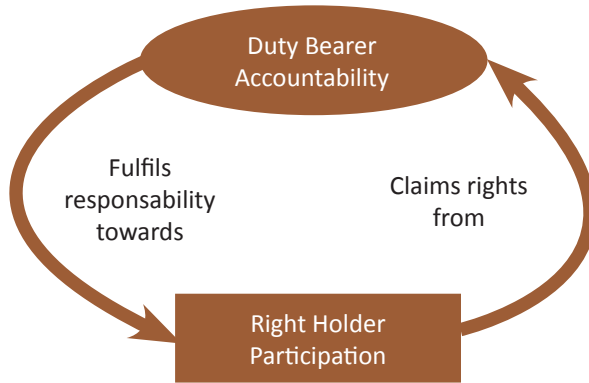 Duty Bearer
Accountability
Fulfils
responsability
towards
Claims rights
from
Right Holder
Participation